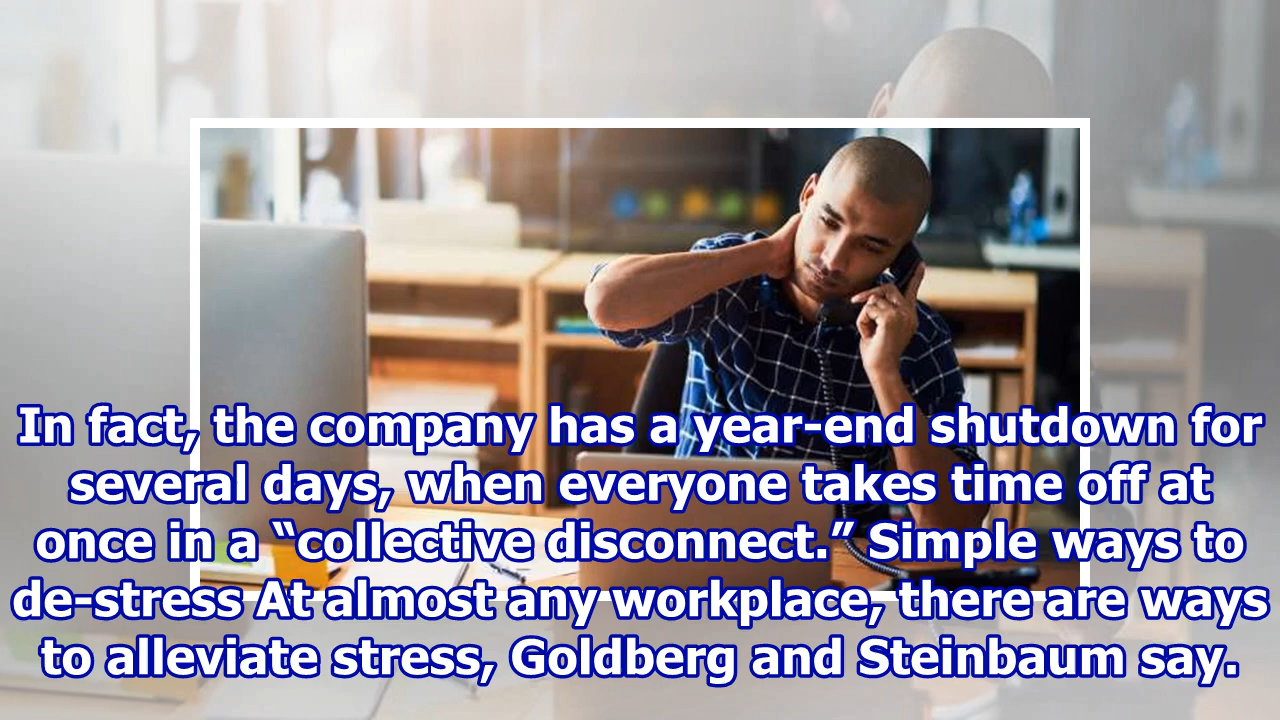 In fact, the company has a year-end shutdown for
several days, when everyone takes time off at
once in a “collective disconnect.” Simple ways to
de-stress At almost any workplace, there are ways
to alleviate stress, Goldberg and Steinbaum say.